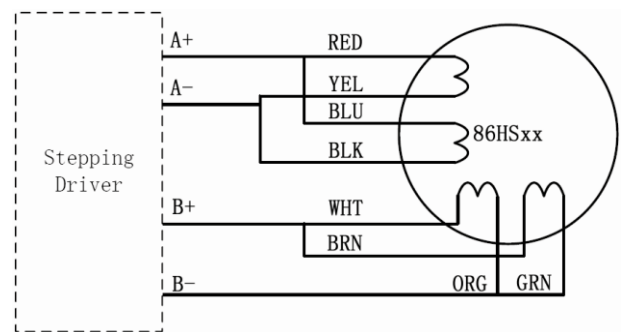 A+
RED
YEL
A-
BLU
86HSxx
BLK
Stepping
Driver
B+
WHT
BRN
B-
ORG
GRN